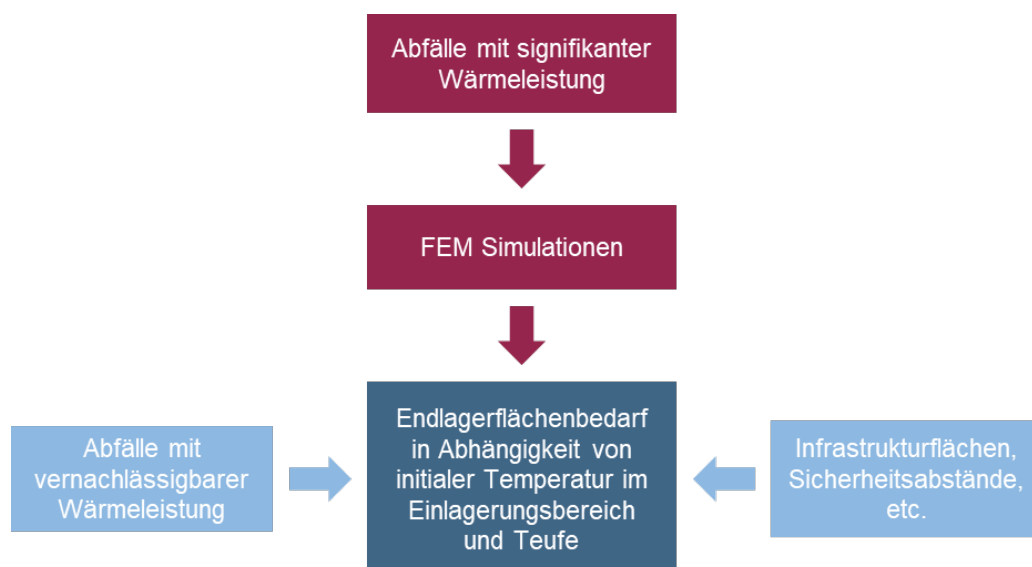 Abfälle mit signifikanter
Wärmeleistung
FEM Simulationen
Endlagerflächenbedarf
in Abhängigkeit von
initialer Temperatur im
Einlagerungsbereich
und Teufe
Abfälle mit
vernachlässigbarer
Wärmeleistung
Infrastrukturflächen,
Sicherheitsabstände,
etc.